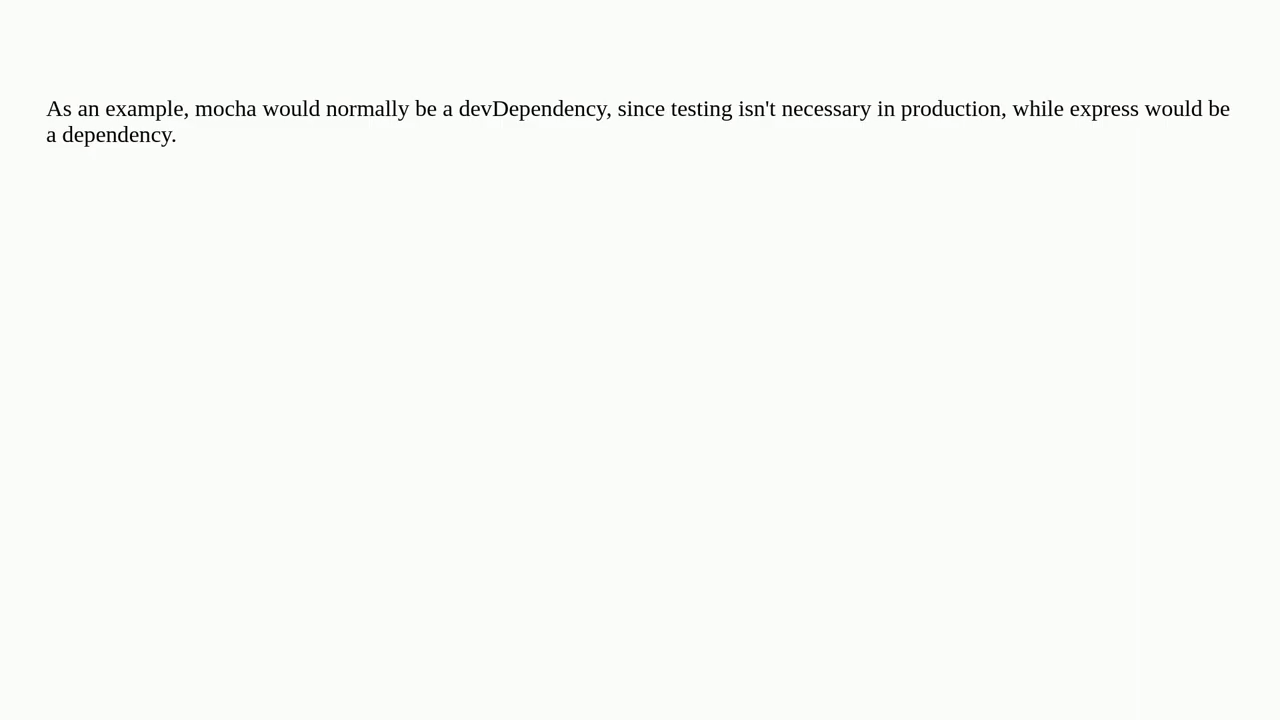 As an example, mocha would normally be a devDependency, since testing isn't necessary in production, while express would be
a dependency.